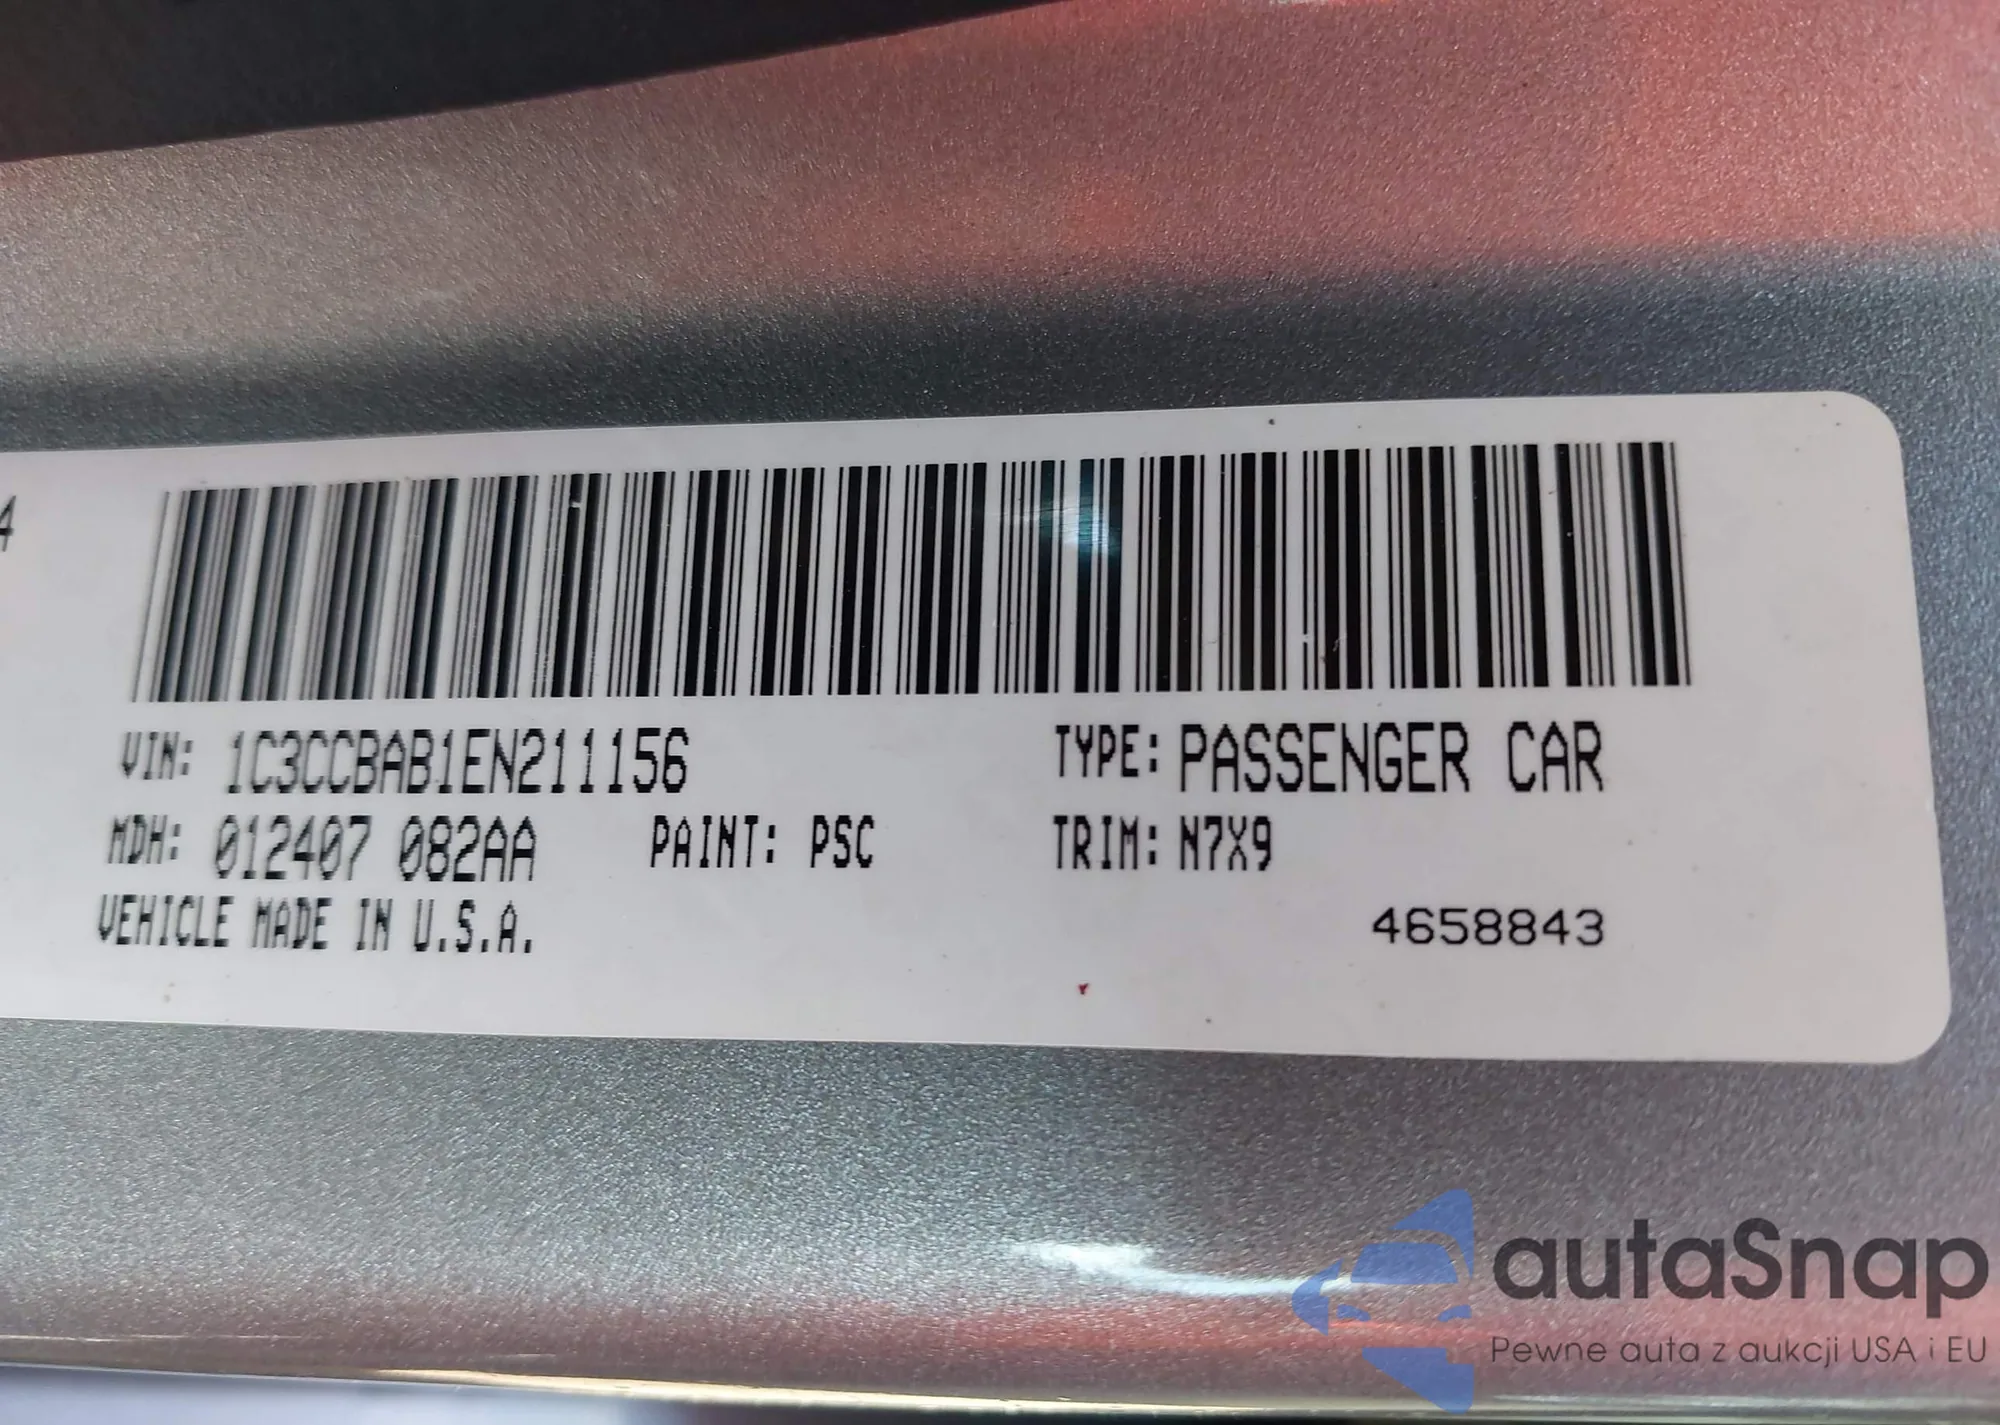 4
VIN: 1C3CCBAB1EN211156
TYPE: PASSENGER CAR
MDH: 012407 082AA
PAINT: PSC
TRIM: N7X9
VEHICLE MADE IN U.S.A.
4658843
autaSnap
Pewne auta z aukcji USA i EU